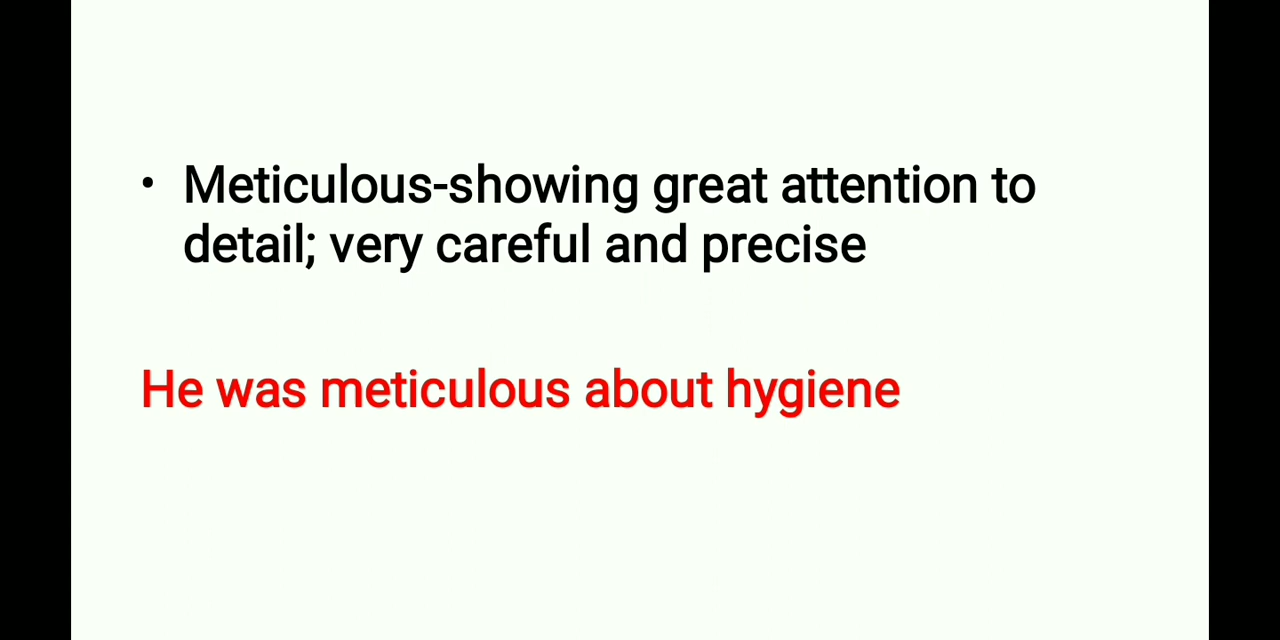 • Meticulous-showing great attention to
detail; very careful and precise
He was meticulous about hygiene